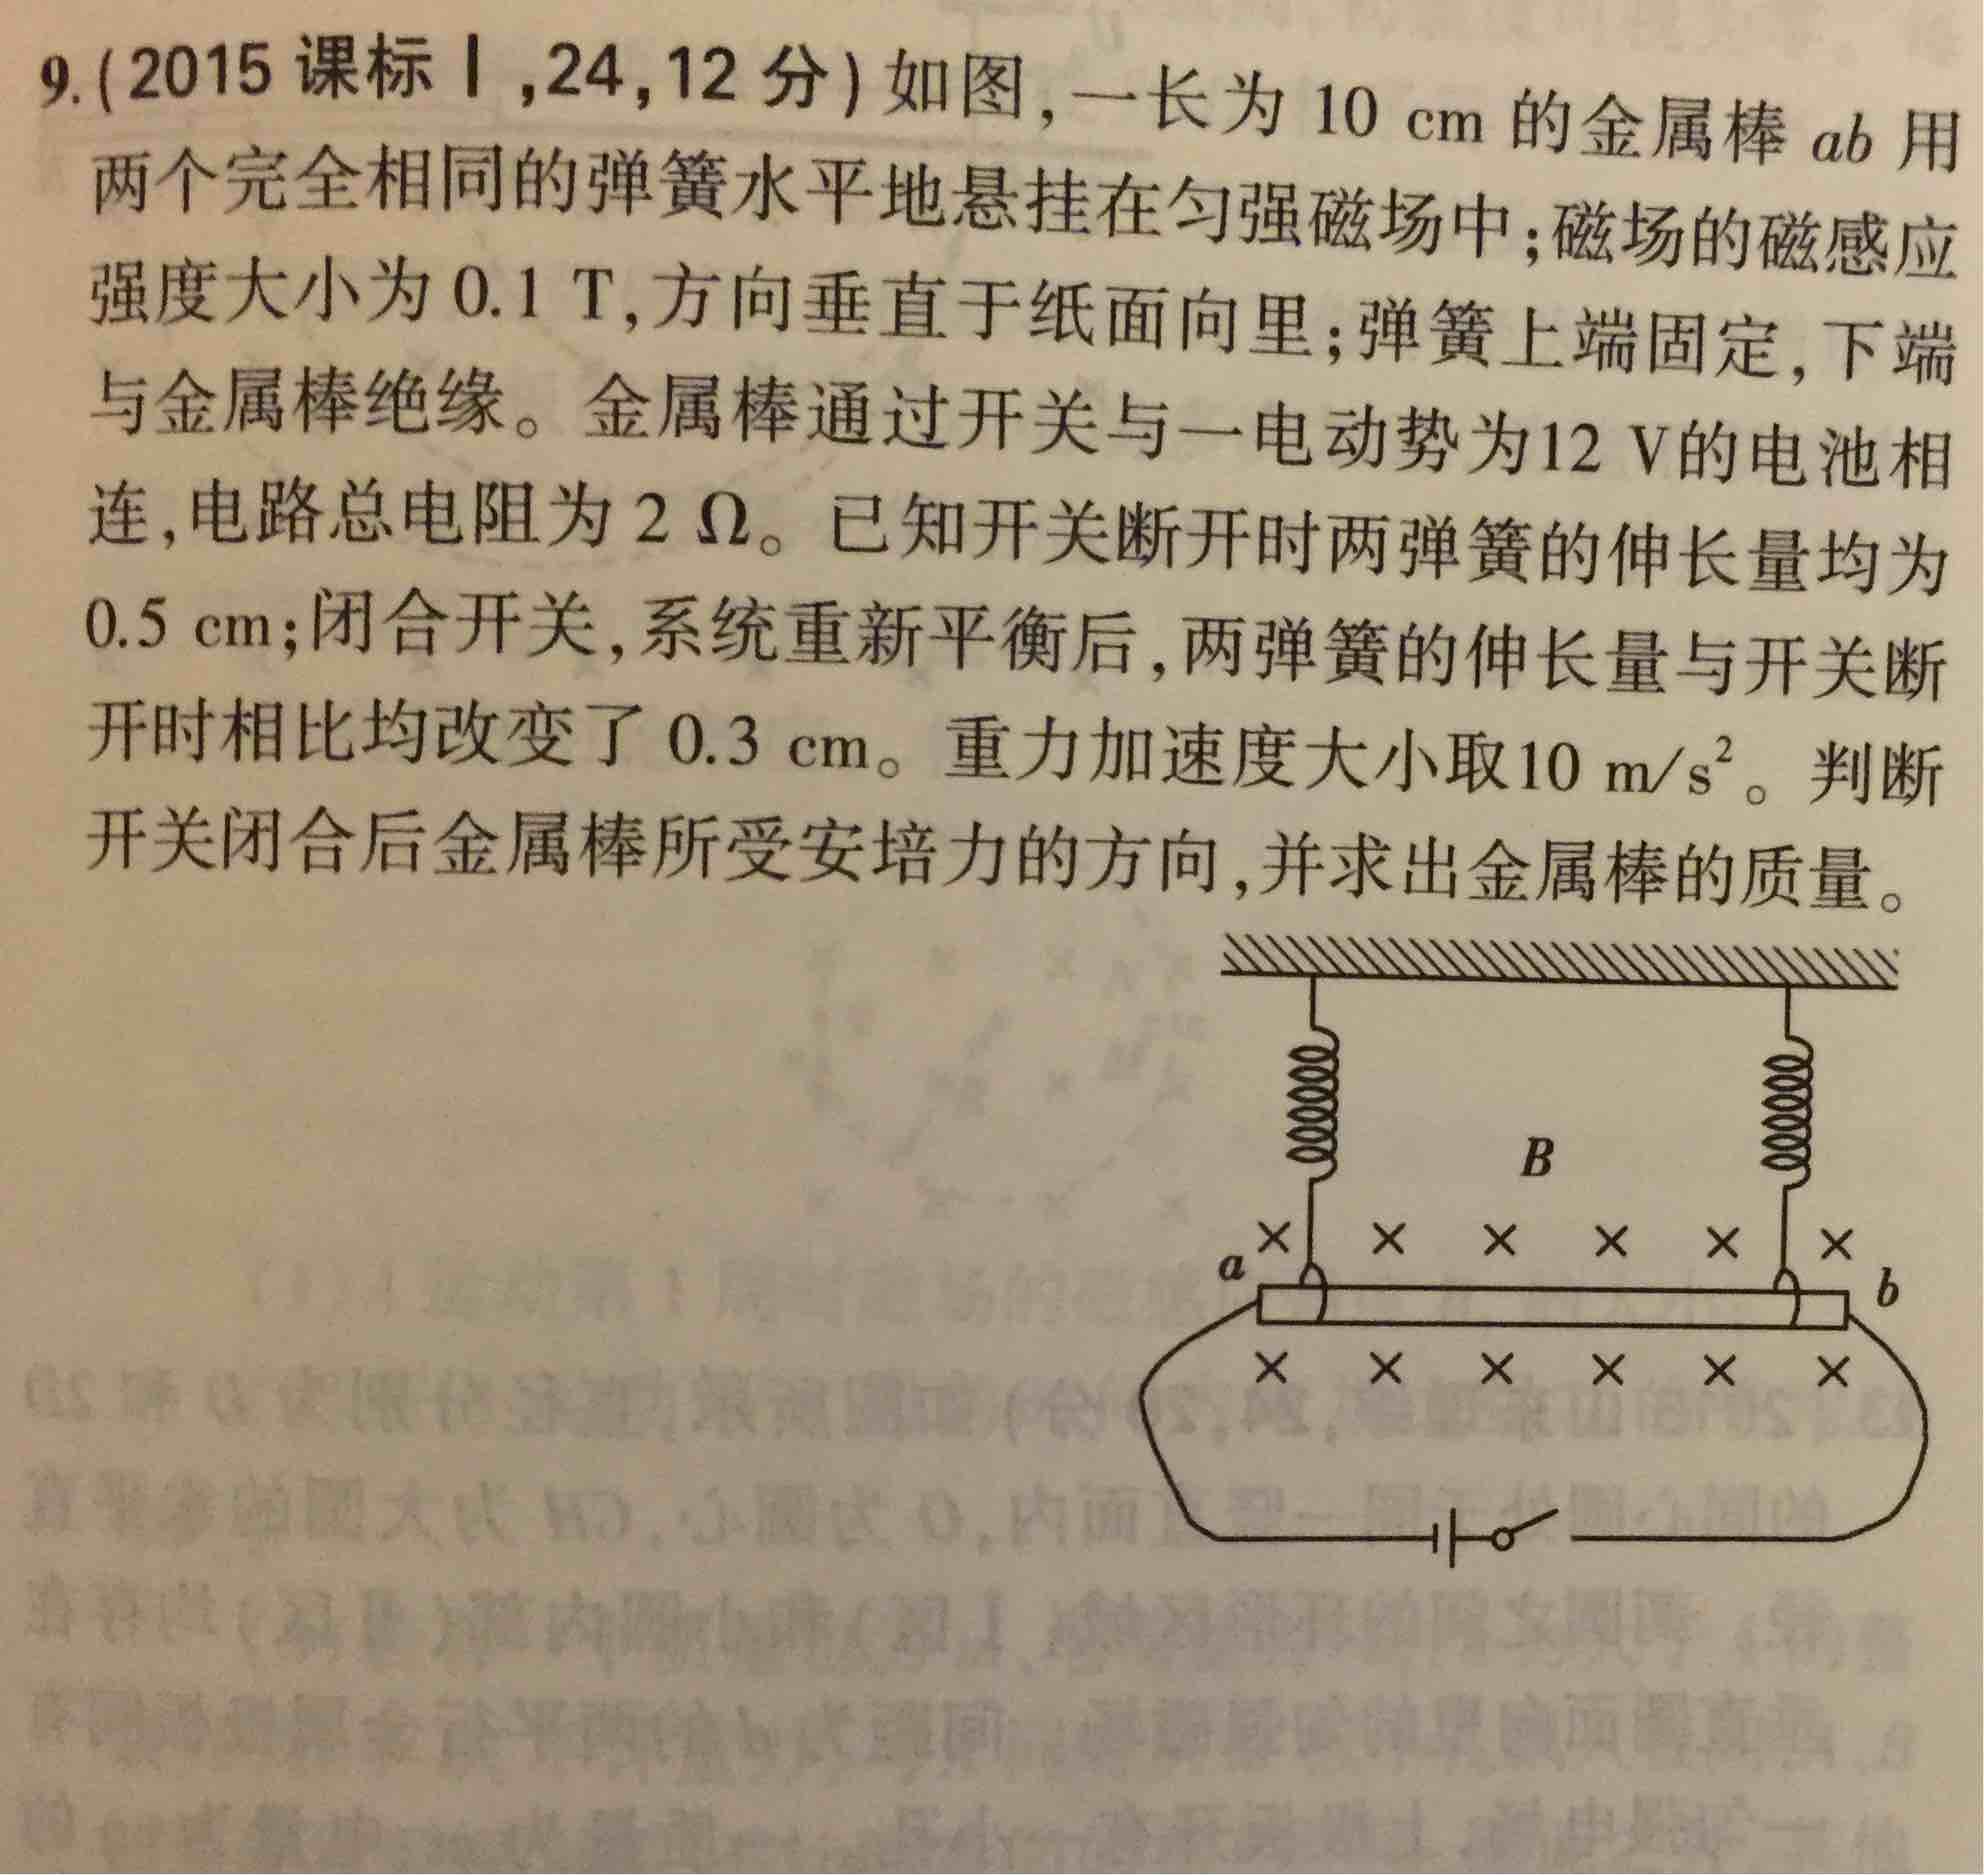 9.(2015 课标Ⅰ,24,12 分)如图,一长为 10 cm 的金属棒 ab 用
两个完全相同的弹簧水平地悬挂在匀强磁场中;磁场的磁感应
强度大小为 0.1 T,方向垂直于纸面向里;弹簧上端固定,下端
与金属棒绝缘。金属棒通过开关与一电动势为12 V的电池相
连,电路总电阻为 2 Ω。已知开关断开时两弹簧的伸长量均为
0.5 cm;闭合开关,系统重新平衡后,两弹簧的伸长量与开关断
开时相比均改变了 0.3 cm。重力加速度大小取10 m/s²。判断
开关闭合后金属棒所受安培力的方向,并求出金属棒的质量。
B
a
b